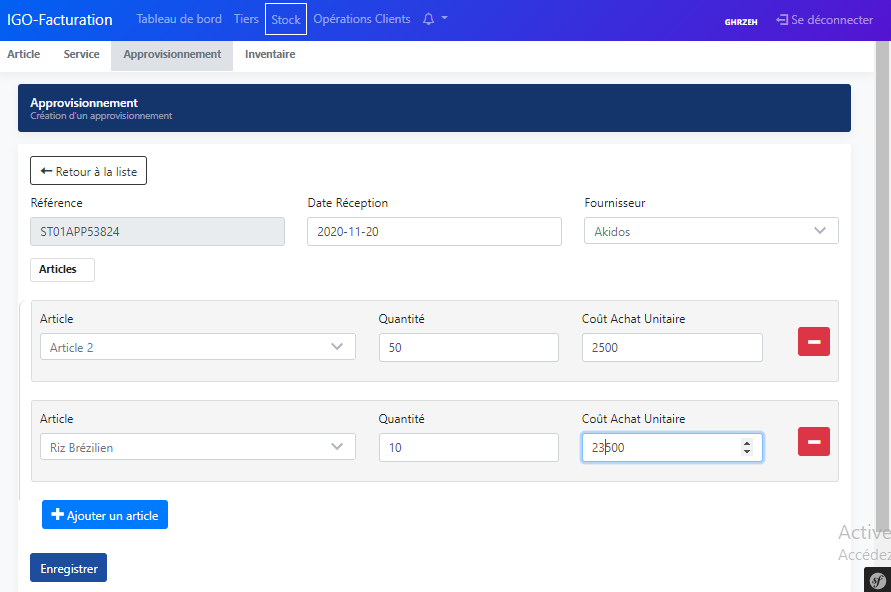 IGO-Facturation Tableau de bord Tiers Stock Opérations Clients GHRZEH Se déconnecter
Article Service Approvisionnement Inventaire
Approvisionnement
Création d'un approvisionnement
Retour à la liste
Référence Date Réception Fournisseur
ST01APP53824 2020-11-20 Akidos
Articles
Article Quantité Coût Achat Unitaire
Article 2 50 2500
Article Quantité Coût Achat Unitaire
Riz Brézilien 10 23500
Ajouter un article
Active
Accédez
Enregistrer
sf